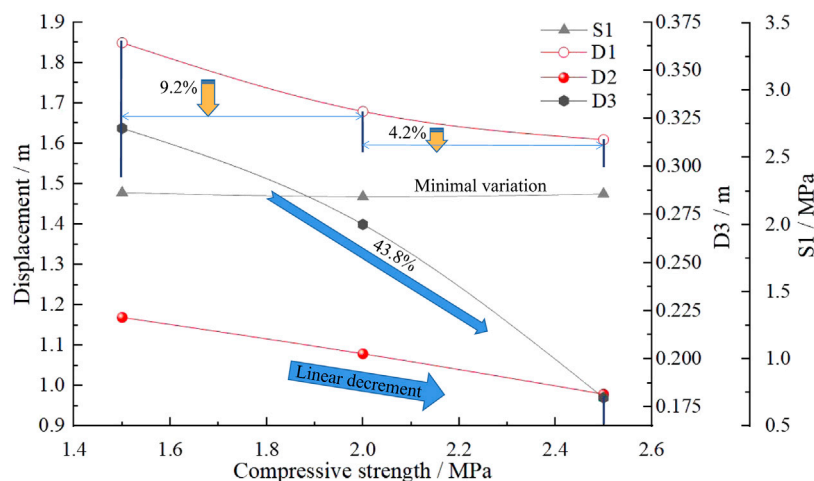 S1
D1
D2
D3
9.2%
4.2%
Minimal variation
43.8%
Linear decrement
Displacement / m
1.9
1.8
1.7
1.6
1.5
1.4
1.3
1.2
1.1
1.0
0.9
1.4 1.6 1.8 2.0 2.2 2.4 2.6
Compressive strength / MPa
D3 / m
0.375
0.350
0.325
0.300
0.275
0.250
0.225
0.200
0.175
S1 / MPa
3.5
3.0
2.5
2.0
1.5
1.0
0.5